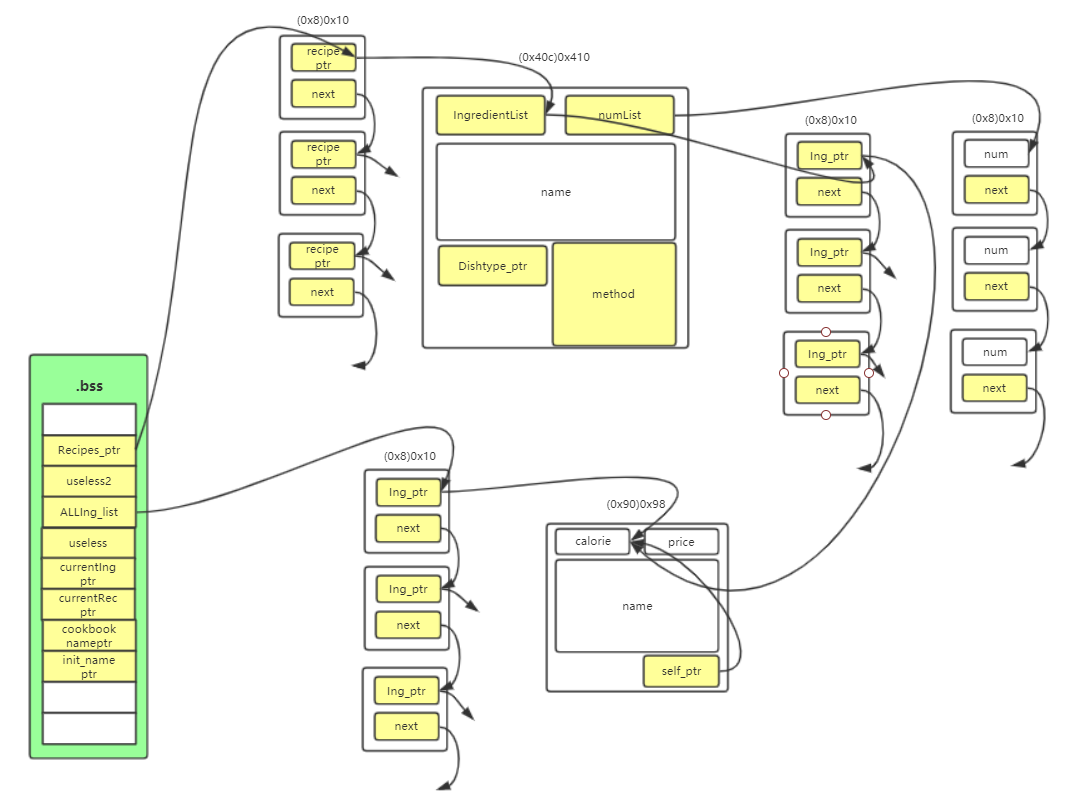 (0x8)0x10
recipe
ptr
next
recipe
ptr
next
recipe
ptr
next
(0x40c)0x410
IngredientList
numList
name
Dishtype_ptr
method
(0x8)0x10
Ing_ptr
next
Ing_ptr
next
Ing_ptr
next
(0x8)0x10
num
next
num
next
num
next
.bss
Recipes_ptr
useless2
ALLIng_list
useless
currentIng
ptr
currentRec
ptr
cookbook
nameptr
init_name
ptr
(0x8)0x10
Ing_ptr
next
Ing_ptr
next
Ing_ptr
next
(0x90)0x98
calorie
price
name
self_ptr